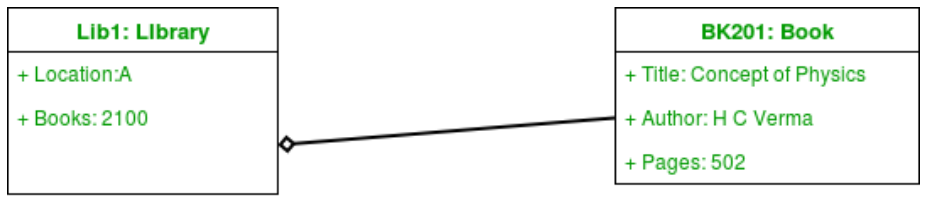 Lib1: LIbrary
+ Location:A
+ Books: 2100
BK201: Book
+ Title: Concept of Physics
+ Author: H C Verma
+ Pages: 502